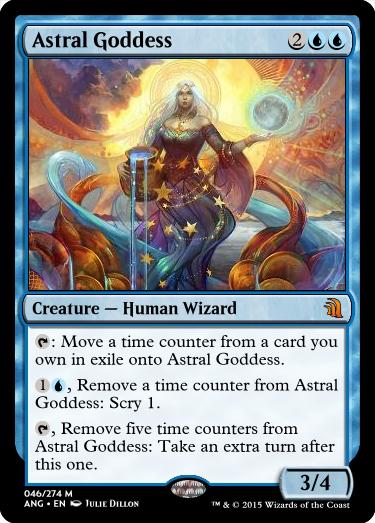 Astral Goddess 2
Creature — Human Wizard
: Move a time counter from a card you
own in exile onto Astral Goddess.
1, Remove a time counter from Astral
Goddess: Scry 1.
, Remove five time counters from
Astral Goddess: Take an extra turn after
this one.
3/4
046/274 M
ANG • EN JULIE DILLON
™ & © 2015 Wizards of the Coast